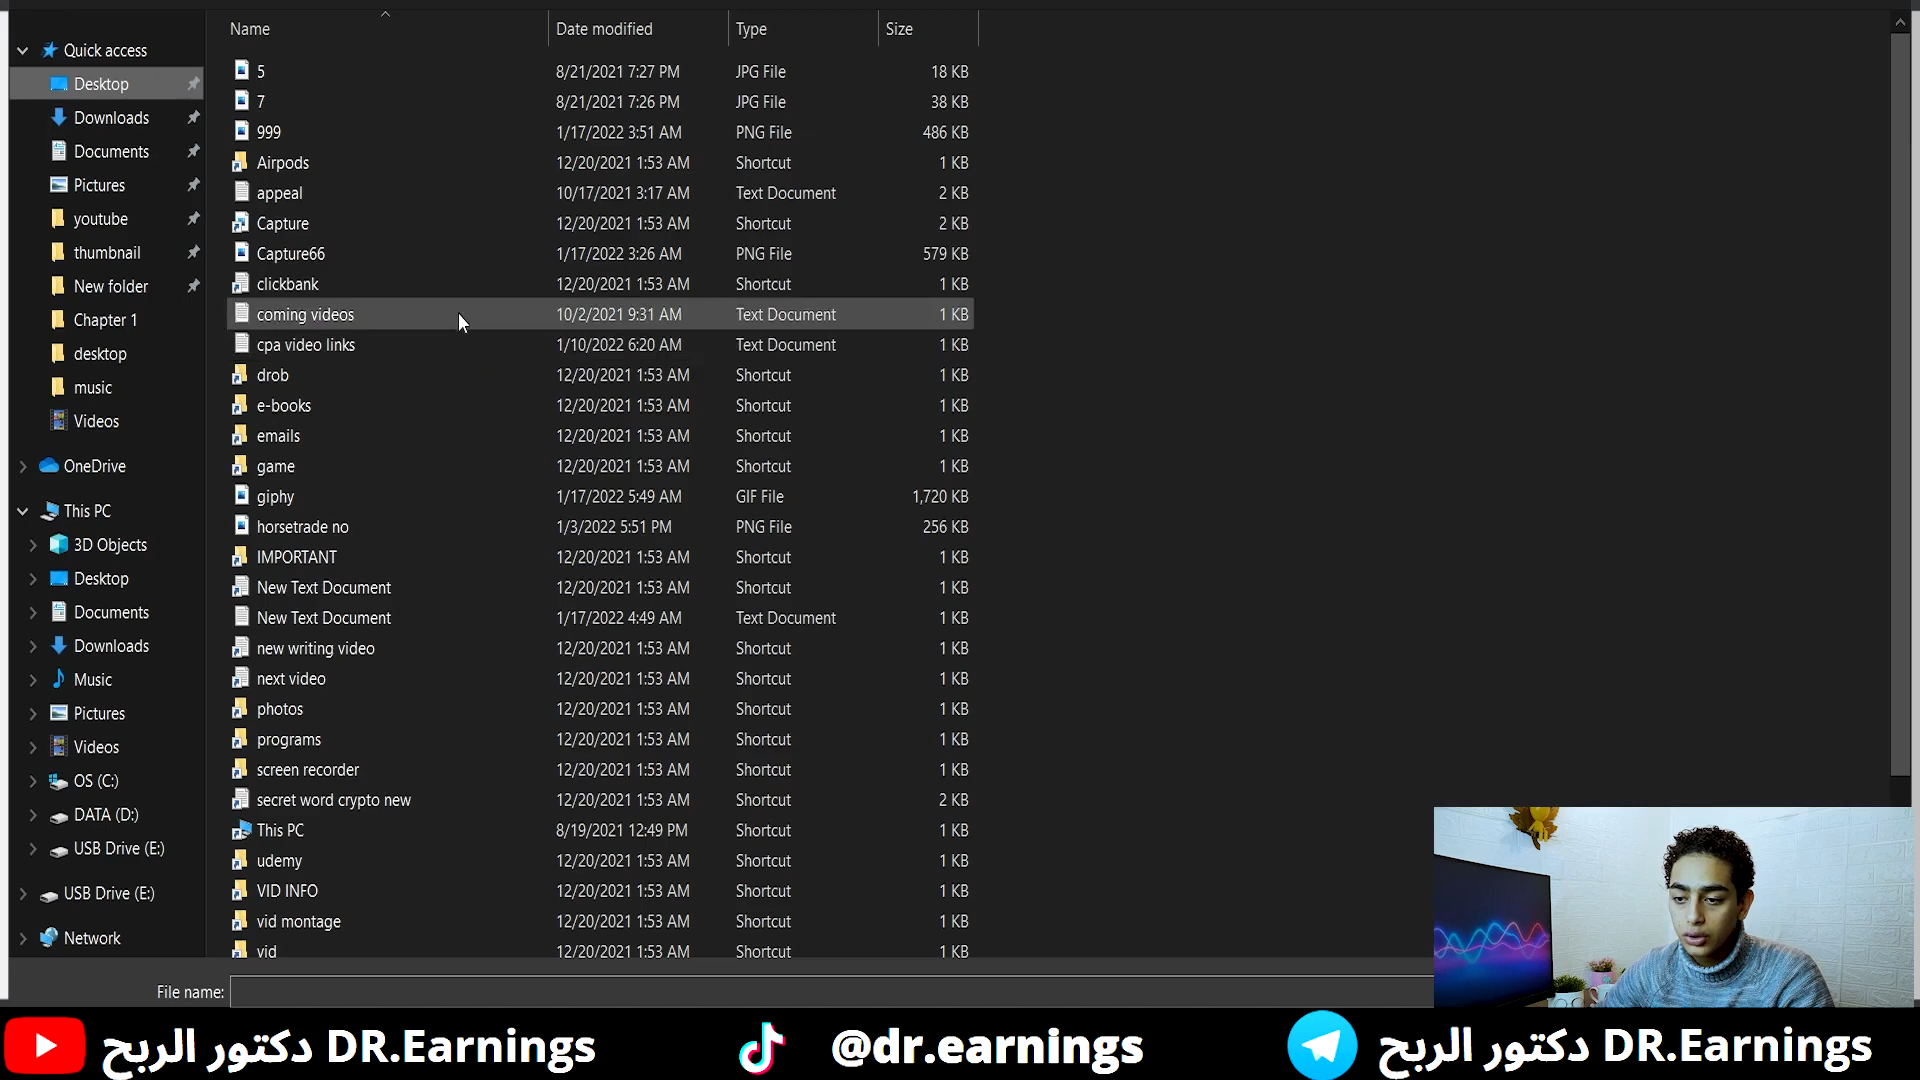 Name Date modified Type Size
Quick access
Desktop
Downloads
Documents
Pictures
youtube
thumbnail
New folder
Chapter 1
desktop
music
Videos
OneDrive
This PC
3D Objects
Desktop
Documents
Downloads
Music
Pictures
Videos
OS (C:)
DATA (D:)
USB Drive (E:)
USB Drive (E:)
Network
5 8/21/2021 7:27 PM JPG File 18 KB
7 8/21/2021 7:26 PM JPG File 38 KB
999 1/17/2022 3:51 AM PNG File 486 KB
Airpods 12/20/2021 1:53 AM Shortcut 1 KB
appeal 10/17/2021 3:17 AM Text Document 2 KB
Capture 12/20/2021 1:53 AM Shortcut 2 KB
Capture66 1/17/2022 3:26 AM PNG File 579 KB
clickbank 12/20/2021 1:53 AM Shortcut 1 KB
coming videos 10/2/2021 9:31 AM Text Document 1 KB
cpa video links 1/10/2022 6:20 AM Text Document 1 KB
drob 12/20/2021 1:53 AM Shortcut 1 KB
e-books 12/20/2021 1:53 AM Shortcut 1 KB
emails 12/20/2021 1:53 AM Shortcut 1 KB
game 12/20/2021 1:53 AM Shortcut 1 KB
giphy 1/17/2022 5:49 AM GIF File 1,720 KB
horsetrade no 1/3/2022 5:51 PM PNG File 256 KB
IMPORTANT 12/20/2021 1:53 AM Shortcut 1 KB
New Text Document 12/20/2021 1:53 AM Shortcut 1 KB
New Text Document 1/17/2022 4:49 AM Text Document 1 KB
new writing video 12/20/2021 1:53 AM Shortcut 1 KB
next video 12/20/2021 1:53 AM Shortcut 1 KB
photos 12/20/2021 1:53 AM Shortcut 1 KB
programs 12/20/2021 1:53 AM Shortcut 1 KB
screen recorder 12/20/2021 1:53 AM Shortcut 1 KB
secret word crypto new 12/20/2021 1:53 AM Shortcut 2 KB
This PC 8/19/2021 12:49 PM Shortcut 1 KB
udemy 12/20/2021 1:53 AM Shortcut 1 KB
VID INFO 12/20/2021 1:53 AM Shortcut 1 KB
vid montage 12/20/2021 1:53 AM Shortcut 1 KB
vid 12/20/2021 1:53 AM Shortcut 1 KB
File name:
دكتور الربح DR.Earnings
@dr.earnings
دكتور الربح DR.Earnings